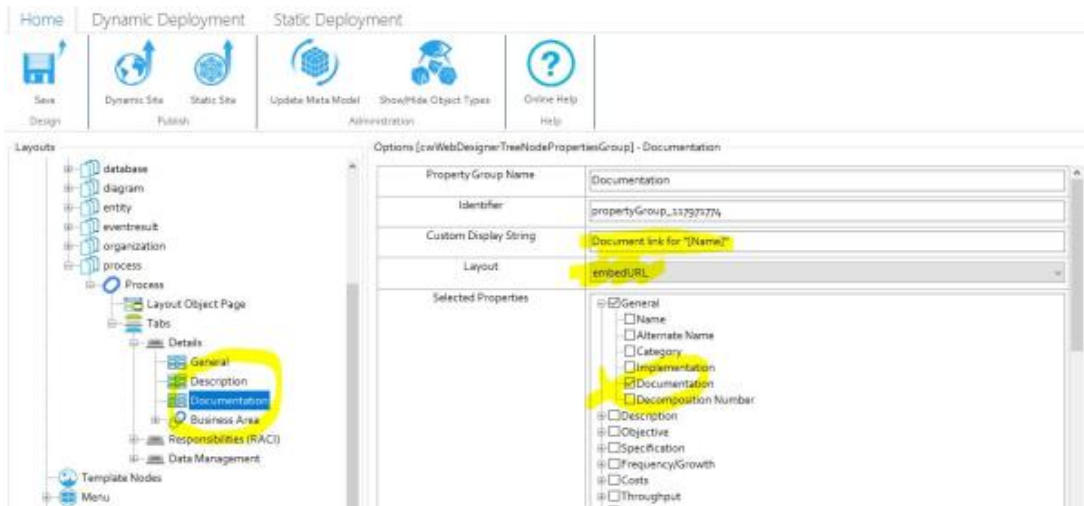 Home Dynamic Deployment Static Deployment
Save Dynamic Site Static Site Update Meta Model Show/Hide Object Types Online Help
Design Publish Administration Help
Layouts
database
diagram
entity
eventresult
organization
process
Process
Layout Object Page
Tabs
Details
General
Description
Documentation
Business Area
Responsibilities (RACI)
Data Management
Template Nodes
Menu
Options [cwWebDesignerTreeNodePropertiesGroup] - Documentation
Property Group Name Documentation
Identifier propertyGroup_117971774
Custom Display String Document link for "[Name]"
Layout embedURL
Selected Properties
General
Name
Alternate Name
Category
Implementation
Documentation
Decomposition Number
Description
Objective
Specification
Frequency/Growth
Costs
Throughput